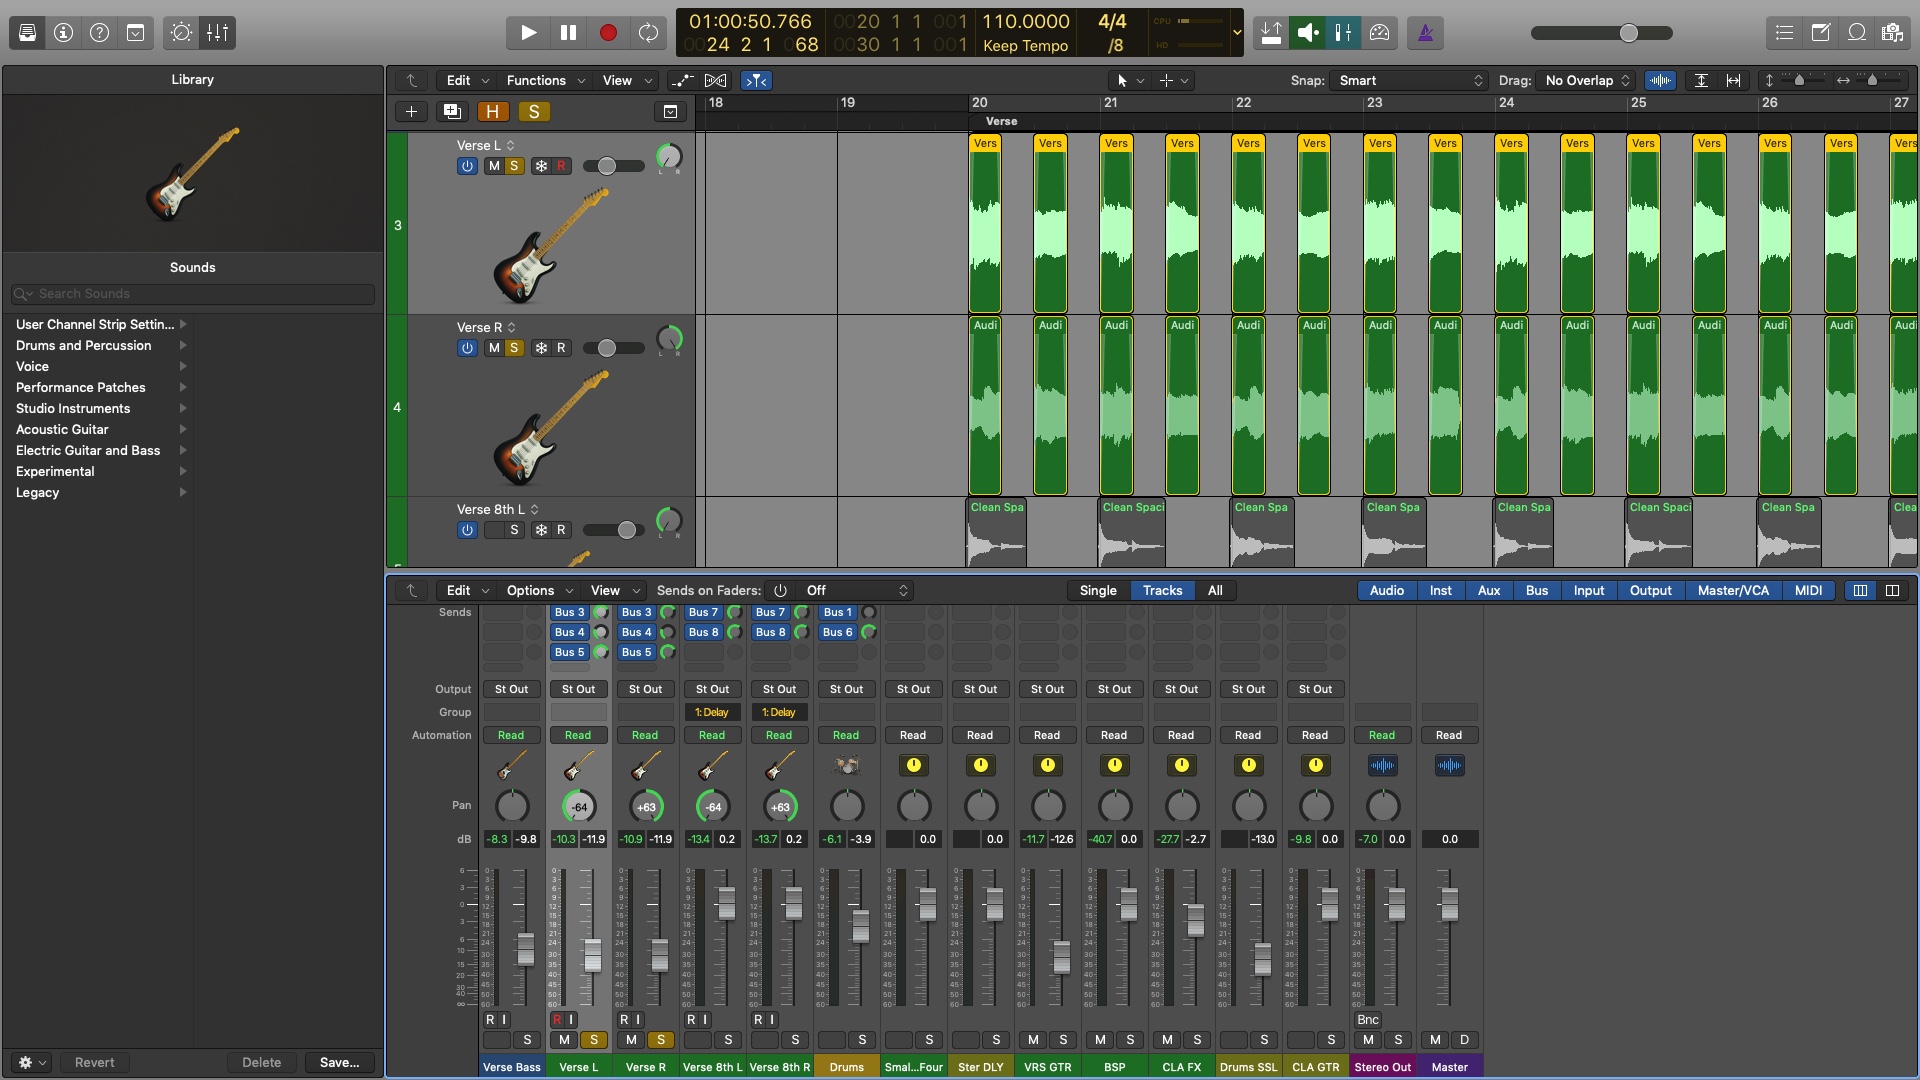 01:00:50.766
0024 2 1 068
0020 1 1 001
0030 1 1 001
110.0000
Keep Tempo
4/4
/8
CPU
HD
Library
Sounds
Search Sounds
User Channel Strip Settin...
Drums and Percussion
Voice
Performance Patches
Studio Instruments
Acoustic Guitar
Electric Guitar and Bass
Experimental
Legacy
Revert Delete Save...
Edit Functions View Snap: Smart Drag: No Overlap
H S
18 19 20 21 22 23 24 25 26 27
Verse
3
Verse L
M S R
L R
Vers Vers Vers Vers Vers Vers Vers Vers Vers Vers Vers Vers Vers Vers Vers
4
Verse R
M S R
L R
Audi Audi Audi Audi Audi Audi Audi Audi Audi Audi Audi Audi Audi Audi Audi
Verse 8th L
S R
L R
Clean Spa Clean Spaci Clean Spa Clean Spa Clean Spa Clean Spaci Clean Spa Clea
Edit Options View Sends on Faders: Off Single Tracks All Audio Inst Aux Bus Input Output Master/VCA MIDI
Sends Bus 3 Bus 3 Bus 7 Bus 7 Bus 1
Bus 4 Bus 4 Bus 8 Bus 8 Bus 6
Bus 5 Bus 5
Output St Out St Out St Out St Out St Out St Out St Out St Out St Out St Out St Out St Out St Out
Group 1: Delay 1: Delay
Automation Read Read Read Read Read Read Read Read Read Read Read Read Read Read Read
Pan -64 +63 -64 +63
dB -8.3 -9.8 -10.3 -11.9 -10.9 -11.9 -13.4 0.2 -13.7 0.2 -6.1 -3.9 0.0 0.0 -11.7 -12.6 -40.7 0.0 -27.7 -2.7 -13.0 -9.8 0.0 -7.0 0.0 0.0
R I R I R I R I R I Bnc
S M S M S S S S S S M S M S M S S S M S M D
Verse Bass Verse L Verse R Verse 8th L Verse 8th R Drums Smal...Four Ster DLY VRS GTR BSP CLA FX Drums SSL CLA GTR Stereo Out Master